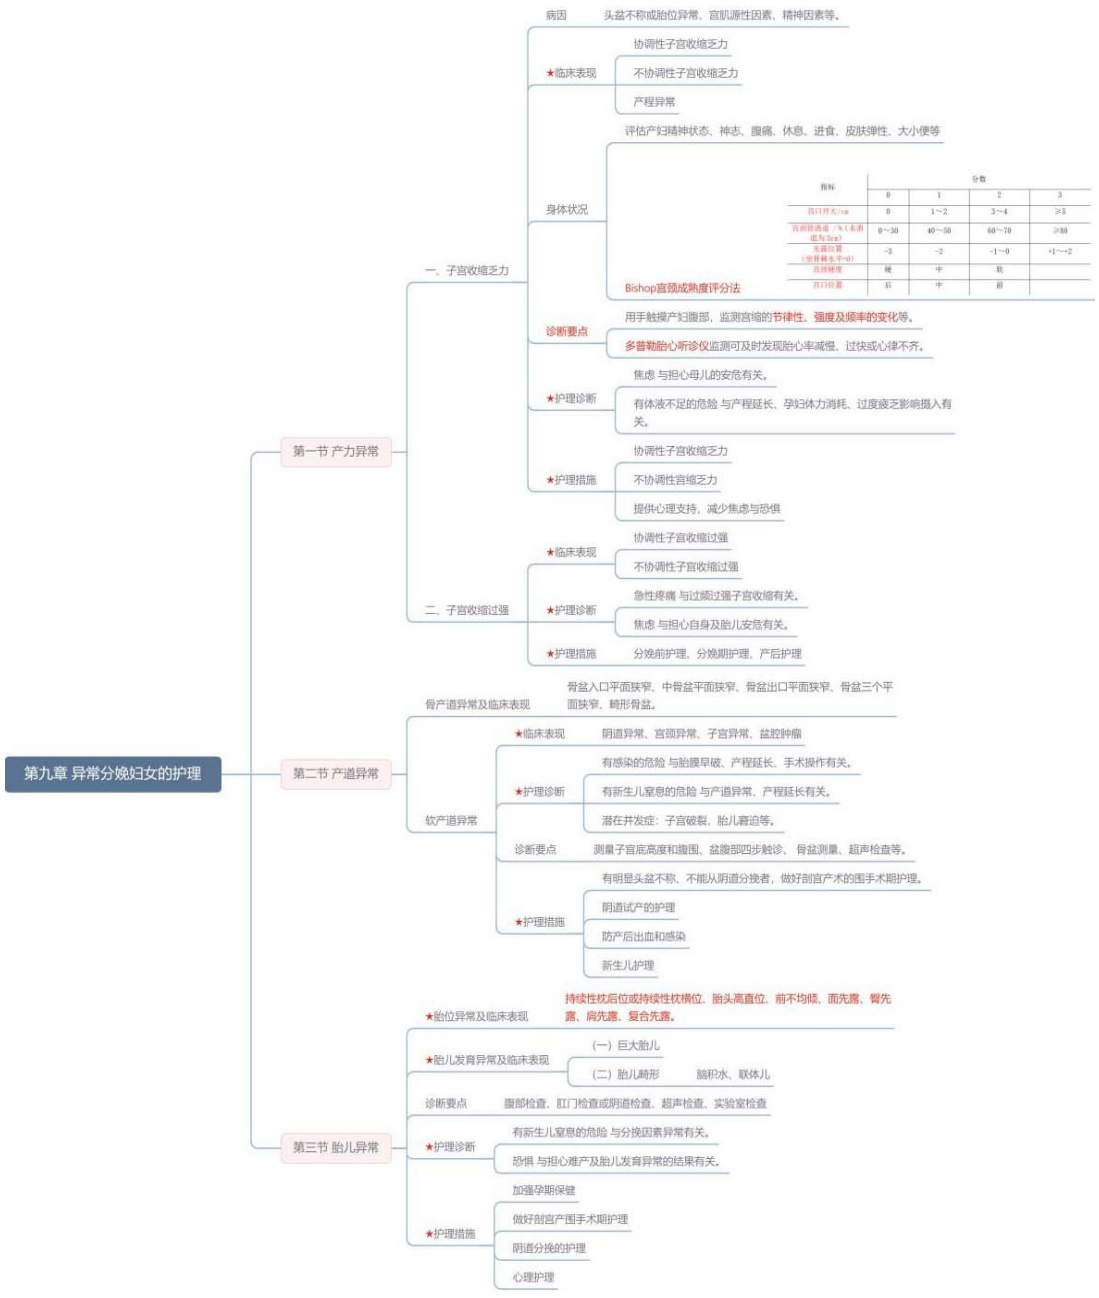 第九章 异常分娩妇女的护理
第一节 产力异常
一、子宫收缩乏力
病因
头盆不称或胎位异常、宫肌源性因素、精神因素等。
★临床表现
协调性子宫收缩乏力
不协调性子宫收缩乏力
产程异常
身体状况
评估产妇精神状态、神志、腹痛、休息、进食、皮肤弹性、大小便等
Bishop宫颈成熟度评分法
指标 分数
0 1 2 3
宫口开大/cm 0 1～2 3～4 ≥5
宫颈管消退 /%(未消
退为3cm) 0～30 40～50 60～70 ≥80
先露位置
(坐骨棘水平=0) -3 -2 -1～0 +1～+2
宫颈硬度 硬 中 软
宫口位置 后 中 前
诊断要点
用手触摸产妇腹部，监测宫缩的节律性、强度及频率的变化等。
多普勒胎心听诊仪监测可及时发现胎心率减慢、过快或心律不齐。
★护理诊断
焦虑 与担心母儿的安危有关。
有体液不足的危险 与产程延长、孕妇体力消耗、过度疲乏影响摄入有
关。
★护理措施
协调性子宫收缩乏力
不协调性宫缩乏力
提供心理支持，减少焦虑与恐惧
二、子宫收缩过强
★临床表现
协调性子宫收缩过强
不协调性子宫收缩过强
★护理诊断
急性疼痛 与过频过强子宫收缩有关。
焦虑 与担心自身及胎儿安危有关。
★护理措施
分娩前护理、分娩期护理、产后护理
第二节 产道异常
骨产道异常及临床表现
骨盆入口平面狭窄、中骨盆平面狭窄、骨盆出口平面狭窄、骨盆三个平
面狭窄、畸形骨盆。
软产道异常
★临床表现
阴道异常、宫颈异常、子宫异常、盆腔肿瘤
★护理诊断
有感染的危险 与胎膜早破、产程延长、手术操作有关。
有新生儿窒息的危险 与产道异常、产程延长有关。
潜在并发症：子宫破裂、胎儿窘迫等。
诊断要点
测量子宫底高度和腹围、盆腹部四步触诊、 骨盆测量、超声检查等。
★护理措施
有明显头盆不称、不能从阴道分娩者，做好剖宫产术的围手术期护理。
阴道试产的护理
防产后出血和感染
新生儿护理
第三节 胎儿异常
★胎位异常及临床表现
持续性枕后位或持续性枕横位、胎头高直位、前不均倾、面先露、臀先
露、肩先露、复合先露。
★胎儿发育异常及临床表现
（一）巨大胎儿
（二）胎儿畸形
脑积水、联体儿
诊断要点
腹部检查、肛门检查或阴道检查、超声检查、实验室检查
★护理诊断
有新生儿窒息的危险 与分娩因素异常有关。
恐惧 与担心难产及胎儿发育异常的结果有关。
★护理措施
加强孕期保健
做好剖宫产围手术期护理
阴道分娩的护理
心理护理